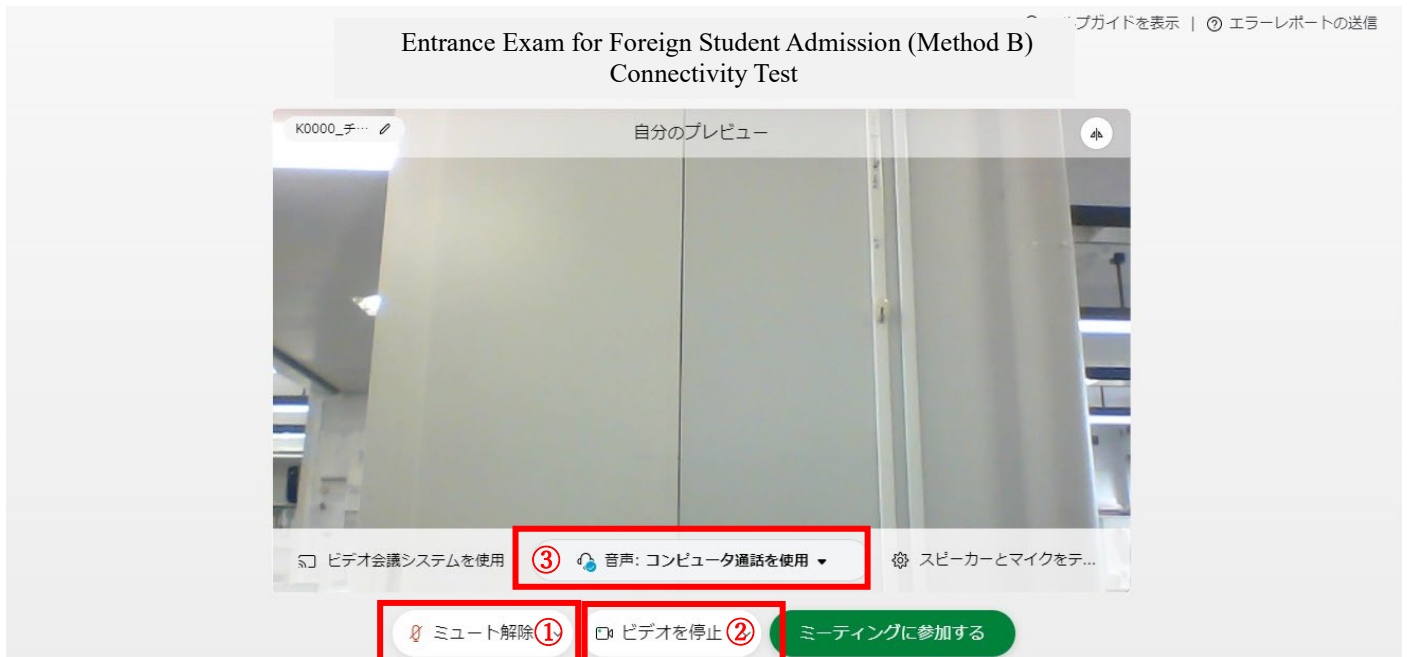 プガイドを表示 | エラーレポートの送信
Entrance Exam for Foreign Student Admission (Method B)
Connectivity Test
K0000_チ…
自分のプレビュー
ビデオ会議システムを使用
③ 音声: コンピュータ通話を使用
スピーカーとマイクをテ...
ミュート解除 ①
ビデオを停止 ②
ミーティングに参加する